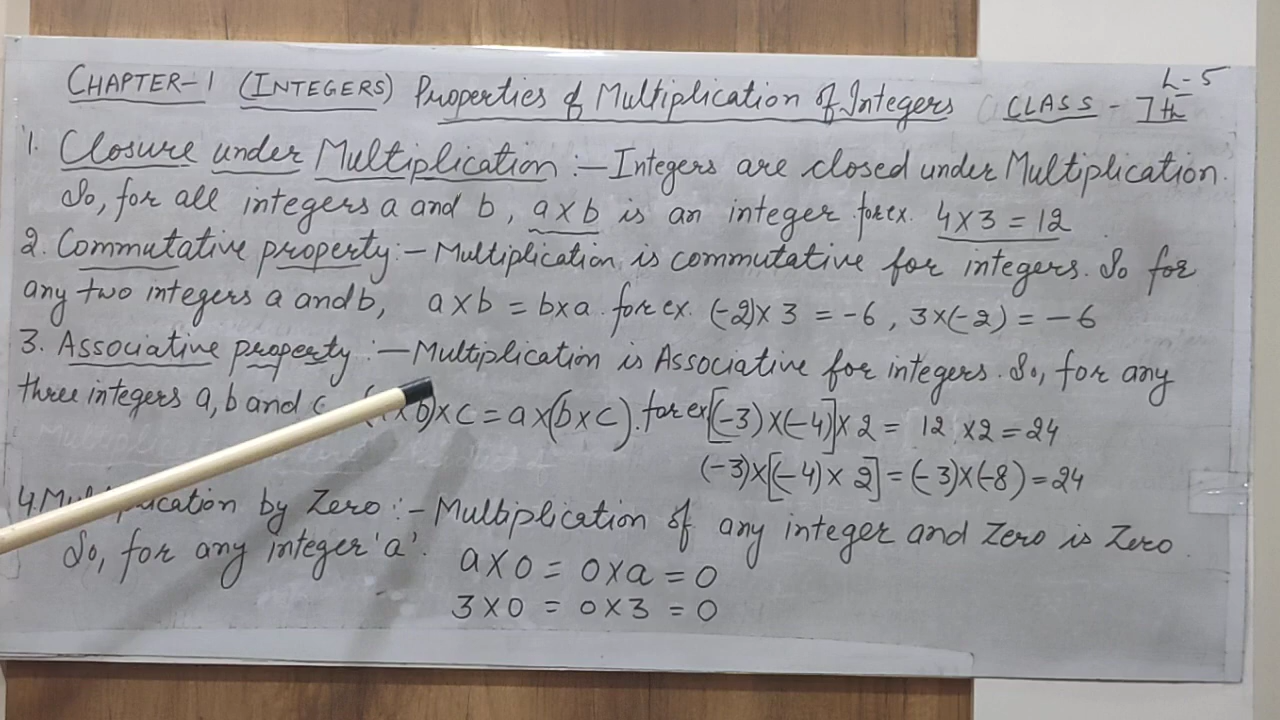 L-5
CHAPTER-1 (INTEGERS) Properties of Multiplication of Integers CLASS - 7th
1. Closure under Multiplication :- Integers are closed under Multiplication.
So, for all integers a and b, a×b is an integer for ex. 4×3=12
2. Commutative property :- Multiplication is commutative for integers. So for
any two integers a and b, a×b = b×a. for ex. (-2)×3 = -6, 3×(-2) = -6
3. Associative property :- Multiplication is Associative for integers. So, for any
three integers a, b and c ×b)×c = a×(b×c). for ex [(-3)×(-4)]×2 = 12×2=24
(-3)×[(-4)×2] = (-3)×(-8) = 24
4. Multiplication by Zero :- Multiplication of any integer and Zero is Zero.
So, for any integer 'a'. a×0 = 0×a = 0
3×0 = 0×3 = 0